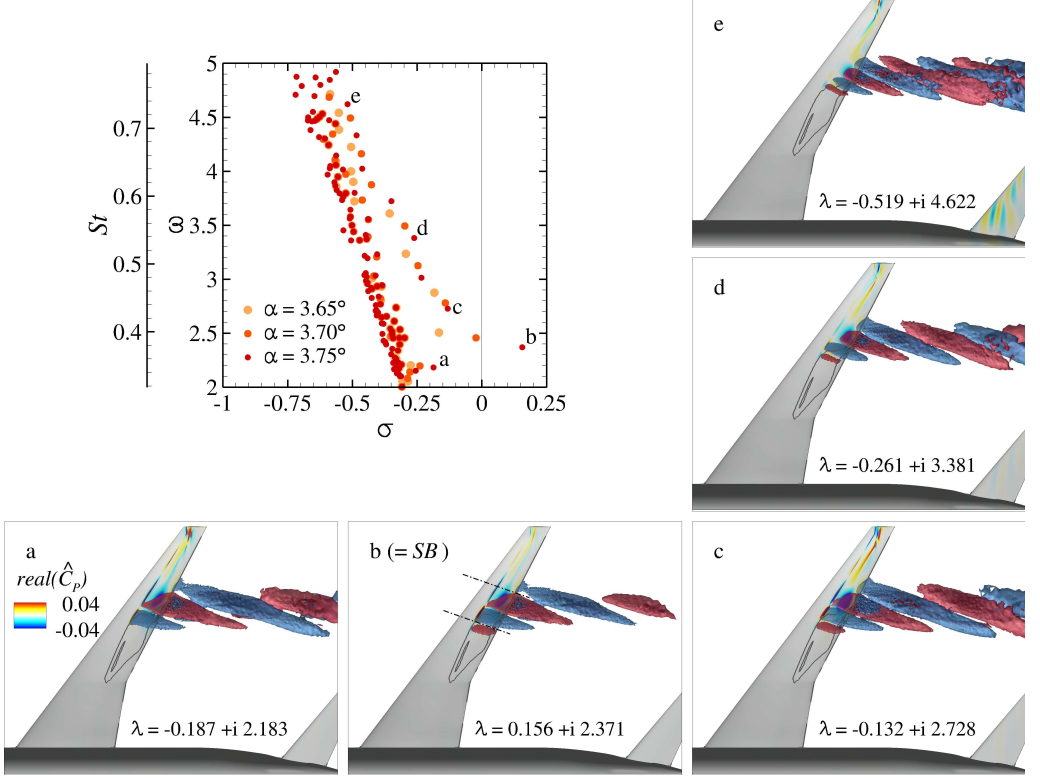 5
4.5
4
3.5
3
2.5
2
0.7
0.6
0.5
0.4
St
ω
e
d
c
b
a
α = 3.65°
α = 3.70°
α = 3.75°
-1
-0.75
-0.5
-0.25
0
0.25
σ
e
λ = -0.519 +i 4.622
d
λ = -0.261 +i 3.381
a
real(Ĉ_P)
0.04
-0.04
λ = -0.187 +i 2.183
b (= SB)
λ = 0.156 +i 2.371
c
λ = -0.132 +i 2.728